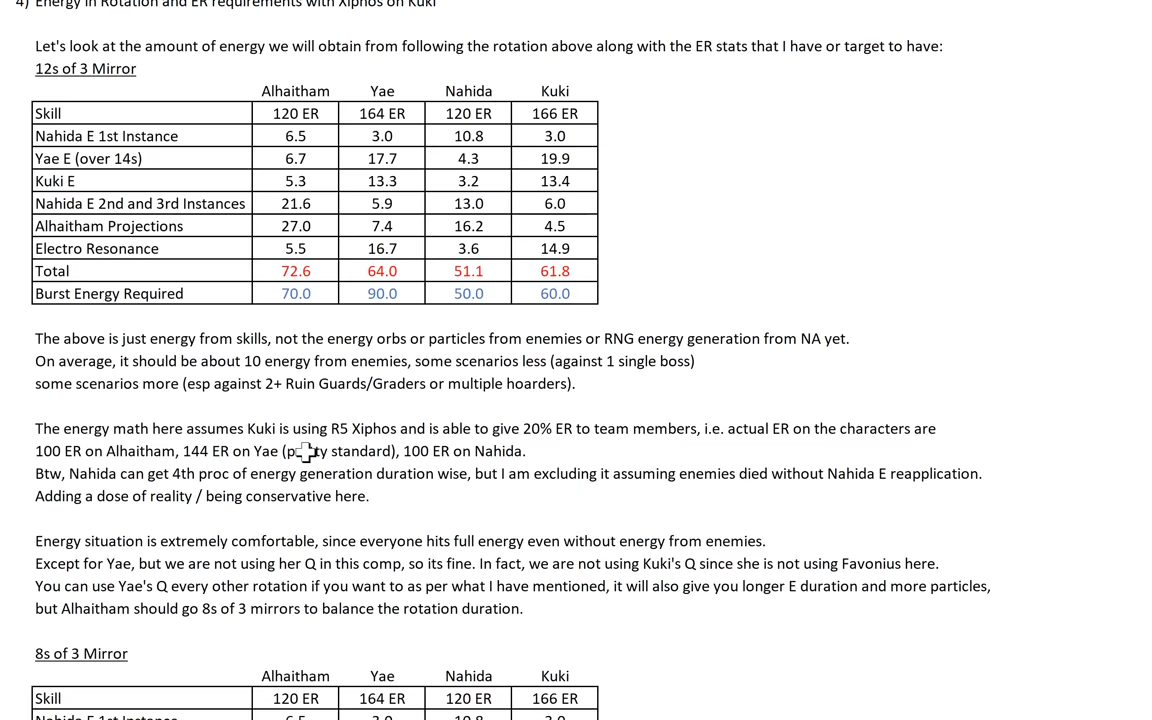 4) Energy in Rotation and ER requirements with Xiphos on Kuki
Let's look at the amount of energy we will obtain from following the rotation above along with the ER stats that I have or target to have:
12s of 3 Mirror
Alhaitham Yae Nahida Kuki
Skill 120 ER 164 ER 120 ER 166 ER
Nahida E 1st Instance 6.5 3.0 10.8 3.0
Yae E (over 14s) 6.7 17.7 4.3 19.9
Kuki E 5.3 13.3 3.2 13.4
Nahida E 2nd and 3rd Instances 21.6 5.9 13.0 6.0
Alhaitham Projections 27.0 7.4 16.2 4.5
Electro Resonance 5.5 16.7 3.6 14.9
Total 72.6 64.0 51.1 61.8
Burst Energy Required 70.0 90.0 50.0 60.0
The above is just energy from skills, not the energy orbs or particles from enemies or RNG energy generation from NA yet.
On average, it should be about 10 energy from enemies, some scenarios less (against 1 single boss)
some scenarios more (esp against 2+ Ruin Guards/Graders or multiple hoarders).
The energy math here assumes Kuki is using R5 Xiphos and is able to give 20% ER to team members, i.e. actual ER on the characters are
100 ER on Alhaitham, 144 ER on Yae standard), 100 ER on Nahida.
Btw, Nahida can get 4th proc of energy generation duration wise, but I am excluding it assuming enemies died without Nahida E reapplication.
Adding a dose of reality / being conservative here.
Energy situation is extremely comfortable, since everyone hits full energy even without energy from enemies.
Except for Yae, but we are not using her Q in this comp, so its fine. In fact, we are not using Kuki's Q since she is not using Favonius here.
You can use Yae's Q every other rotation if you want to as per what I have mentioned, it will also give you longer E duration and more particles,
but Alhaitham should go 8s of 3 mirrors to balance the rotation duration.
8s of 3 Mirror
Alhaitham Yae Nahida Kuki
Skill 120 ER 164 ER 120 ER 166 ER
Nahida E 1st Instance 6.5 3.0 10.8 3.0